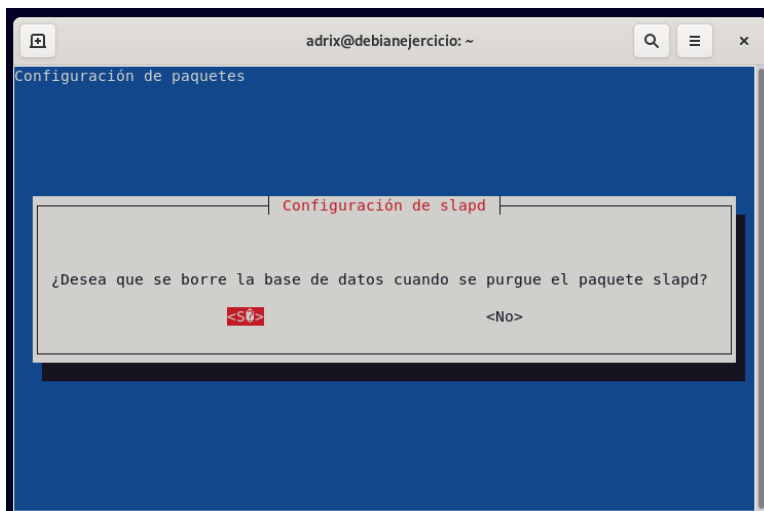 adrix@debianejercicio: ~
Configuración de paquetes
Configuración de slapd
¿Desea que se borre la base de datos cuando se purgue el paquete slapd?
<S�> <No>